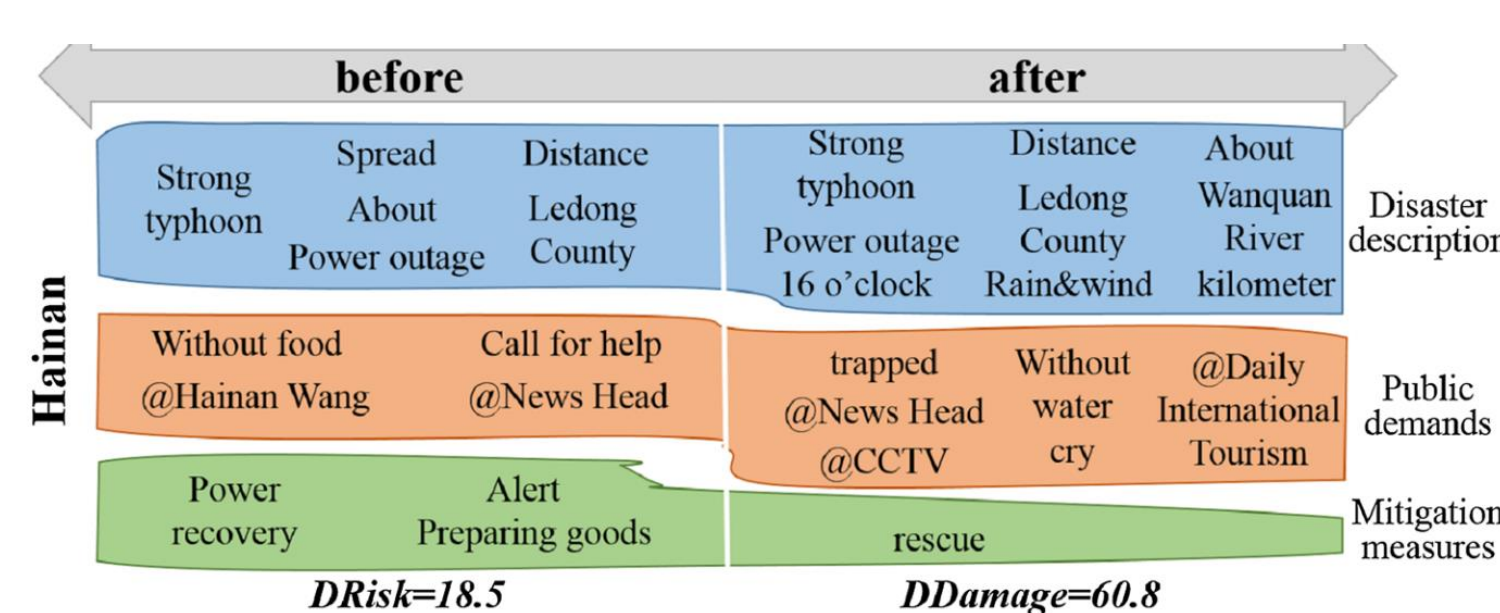 before
after
Strong
typhoon
Spread
About
Power outage
Distance
Ledong
County
Strong
typhoon
Power outage
16 o’clock
Distance
Ledong
County
Rain&wind
About
Wanquan
River
kilometer
Disaster
description
Hainan
Without food
@Hainan Wang
Call for help
@News Head
trapped
@News Head
@CCTV
Without
water
cry
@Daily
International
Tourism
Public
demands
Power
recovery
Alert
Preparing goods
rescue
Mitigation
measures
DRisk=18.5
DDamage=60.8